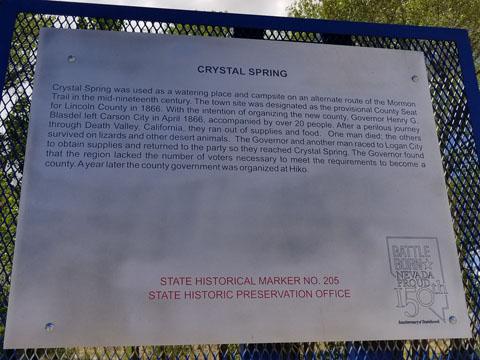 CRYSTAL SPRING
Crystal Spring was used as a watering place and campsite on an alternate route of the Mormon
Trail in the mid-nineteenth century. The town site was designated as the provisional County Seat
for Lincoln County in 1866. With the intention of organizing the new county, Governor Henry G.
Blasdel left Carson City in April 1866, accompanied by over 20 people. After a perilous journey
through Death Valley, California, they ran out of supplies and food. One man died; the others
survived on lizards and other desert animals. The Governor and another man raced to Logan City
to obtain supplies and returned to the party so they reached Crystal Spring. The Governor found
that the region lacked the number of voters necessary to meet the requirements to become a
county. A year later the county government was organized at Hiko.
STATE HISTORICAL MARKER NO. 205
STATE HISTORIC PRESERVATION OFFICE
BATTLE
BORN
NEVADA
PROUD
150th
Anniversary of Statehood